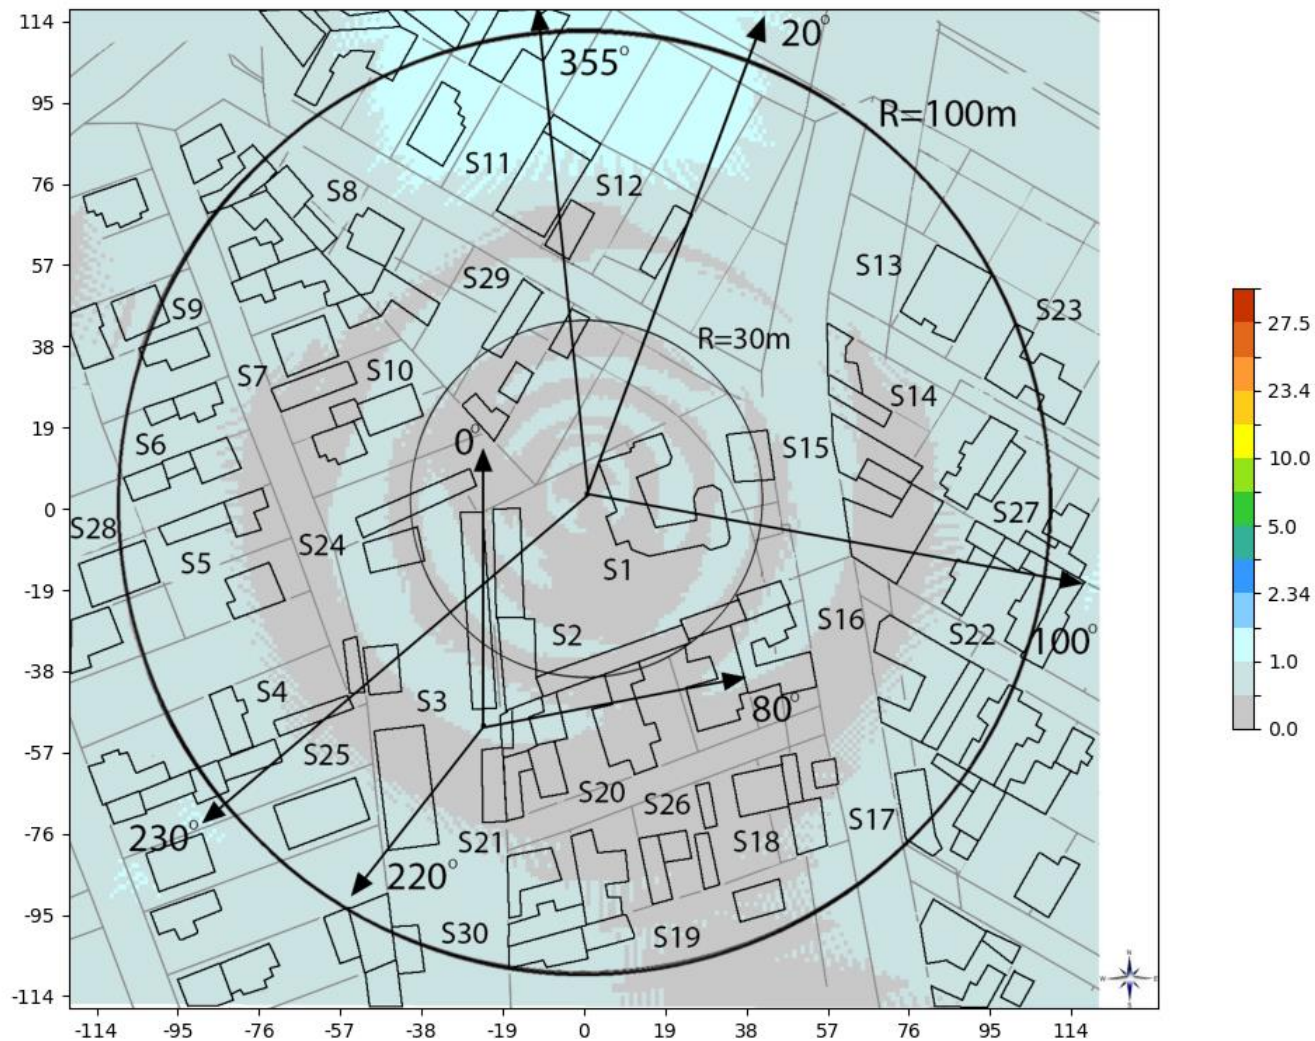 114
95
76
57
38
19
0
-19
-38
-57
-76
-95
-114
-114
-95
-76
-57
-38
-19
0
19
38
57
76
95
114
355°
20°
R=100m
S11
S12
S8
S13
S29
S23
S9
R=30m
S7
S10
S14
S6
0°
S15
S28
S24
S27
S5
S1
S2
S16
S22
100°
S4
S3
80°
S25
S20
S26
S17
230°
S21
S18
220°
S30
S19
27.5
23.4
10.0
5.0
2.34
1.0
0.0
N
W
E
S